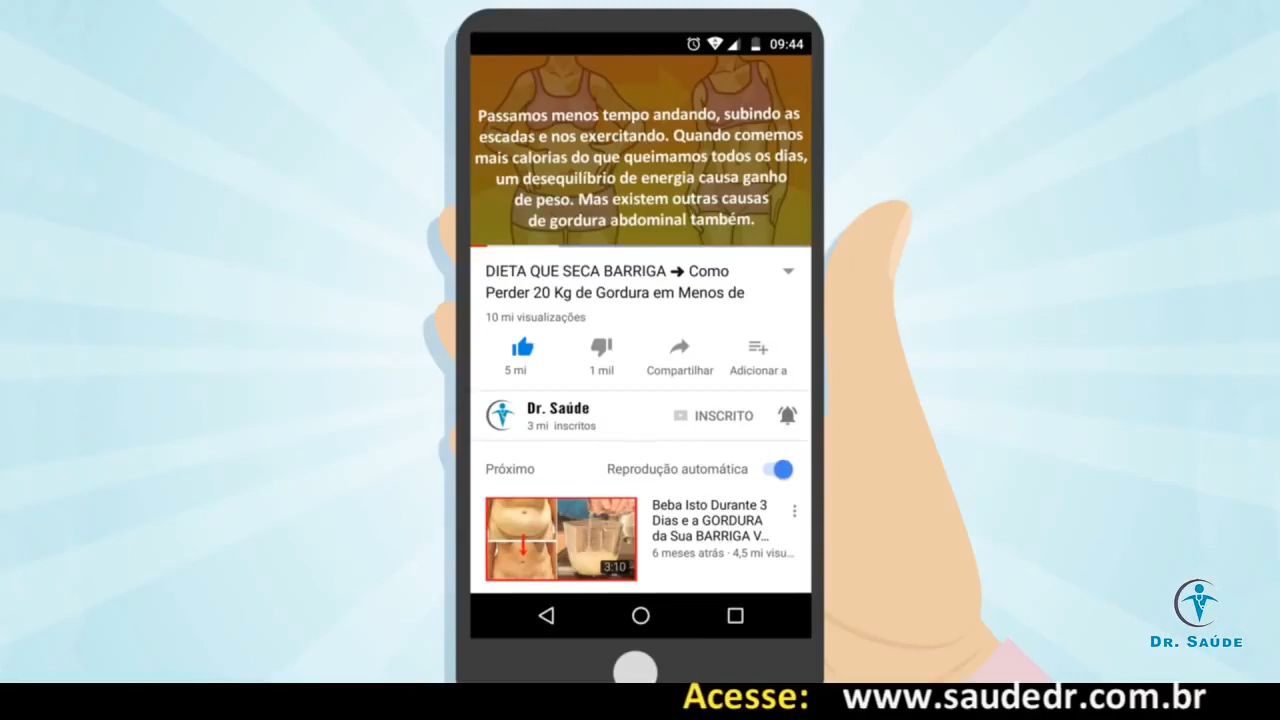 09:44
Passamos menos tempo andando, subindo as
escadas e nos exercitando. Quando comemos
mais calorias do que queimamos todos os dias,
um desequilíbrio de energia causa ganho
de peso. Mas existem outras causas
de gordura abdominal também.
DIETA QUE SECA BARRIGA ➜ Como
Perder 20 Kg de Gordura em Menos de
10 mi visualizações
5 mi 1 mil Compartilhar Adicionar a
Dr. Saúde
3 mi inscritos
INSCRITO
Próximo Reprodução automática
Beba Isto Durante 3
Dias e a GORDURA
da Sua BARRIGA V...
6 meses atrás · 4,5 mi visu...
3:10
DR. SAÚDE
Acesse: www.saudedr.com.br